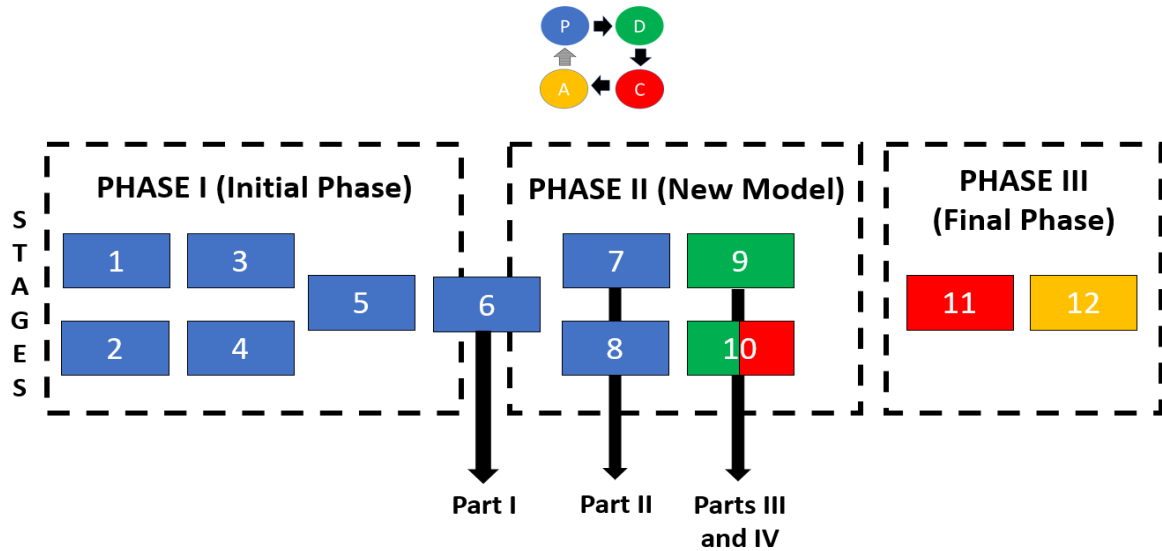 P
D
A
C
PHASE I (Initial Phase)
PHASE II (New Model)
PHASE III
(Final Phase)
S
T
A
G
E
S
1
3
2
4
5
6
7
9
8
10
11
12
Part I
Part II
Parts III
and IV